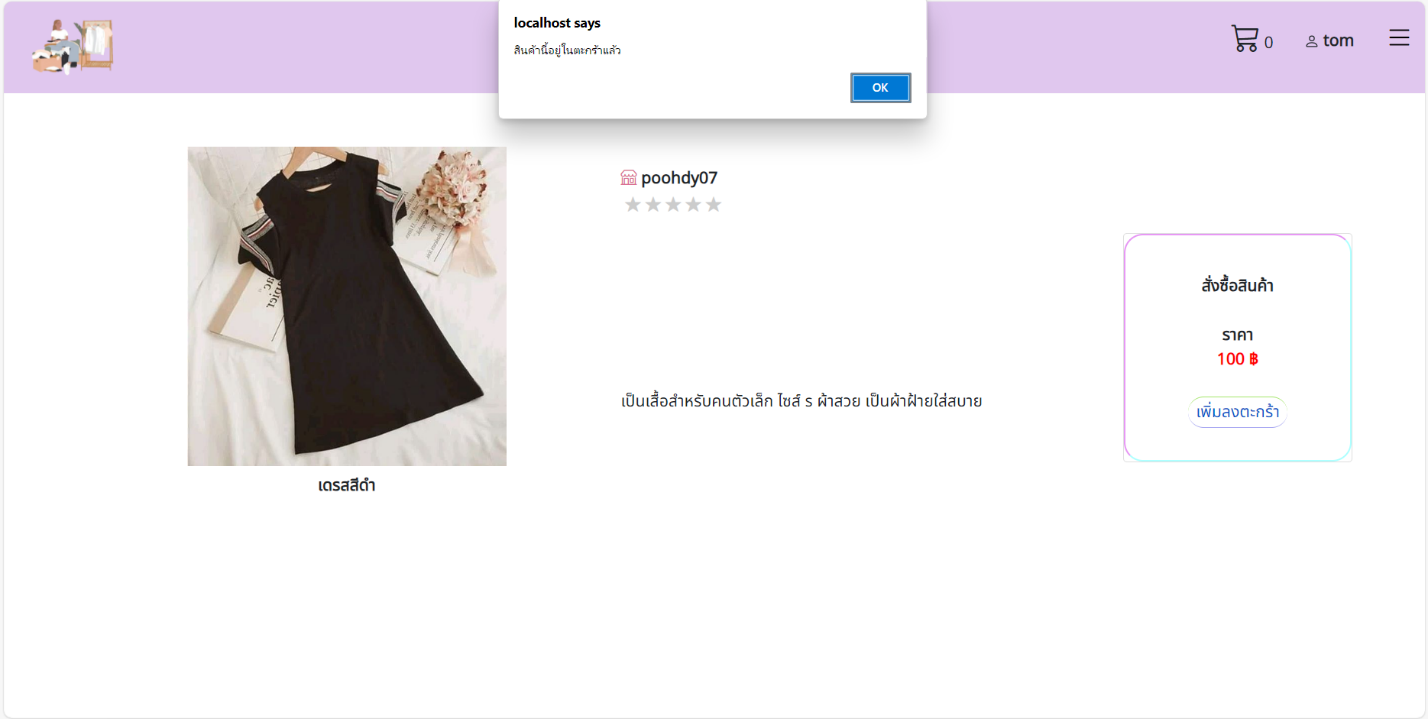 localhost says
สินค้านี้อยู่ในตะกร้าแล้ว
OK
0
tom
poohdy07
เป็นเสื้อสำหรับคนตัวเล็ก ไซส์ s ผ้าสวย เป็นผ้าฝ้ายใส่สบาย
เดรสสีดำ
สั่งซื้อสินค้า
ราคา
100 ฿
เพิ่มลงตะกร้า